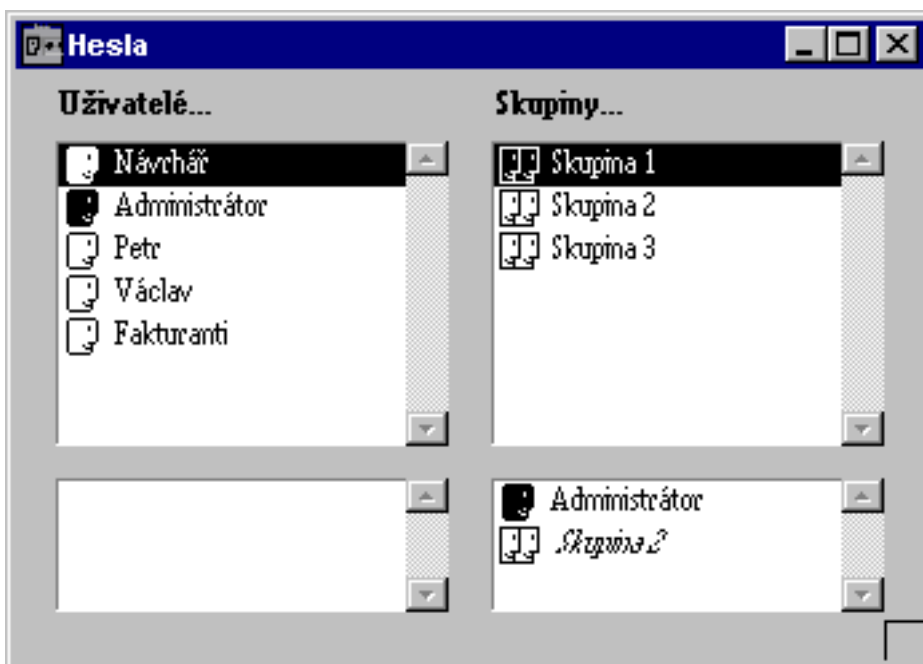 Hesla
Uživatelé...
Návrhář
Administrátor
Petr
Václav
Fakturanti
Skupiny...
Skupina 1
Skupina 2
Skupina 3
Administrátor
Skupina 2